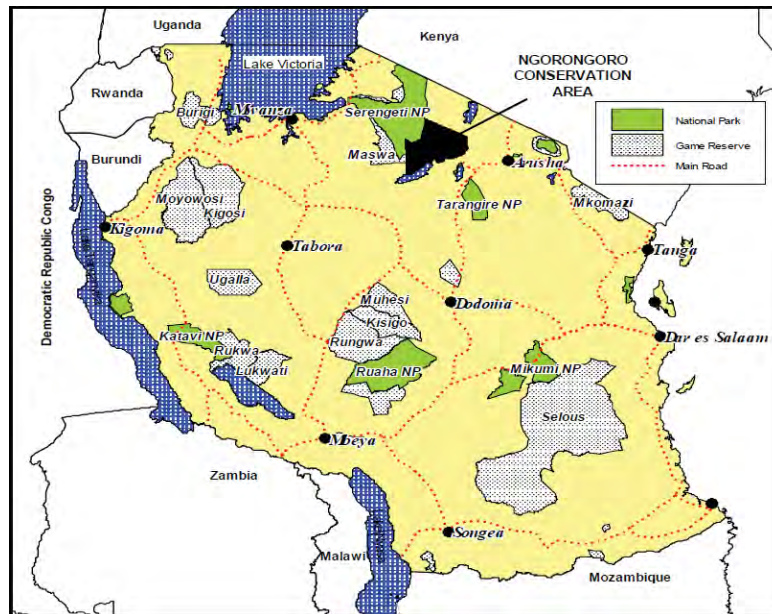 Uganda
Kenya
Lake Victoria
NGORONGORO
CONSERVATION
AREA
Rwanda
Burigi
Mwanza
Serengeti NP
National Park
Game Reserve
Main Road
Burundi
Maswa
Arusha
Moyowosi
Kigosi
Tarangire NP
Mkomazi
Kigoma
Tabora
Tanga
Democratic Republic Congo
Ugalla
Muhesi
Dodoma
Kisigo
Katavi NP
Rungwa
Rukwa
Lukwati
Ruaha NP
Mikumi NP
Dar es Salaam
Selous
Mbeya
Zambia
Songea
Malawi
Mozambique